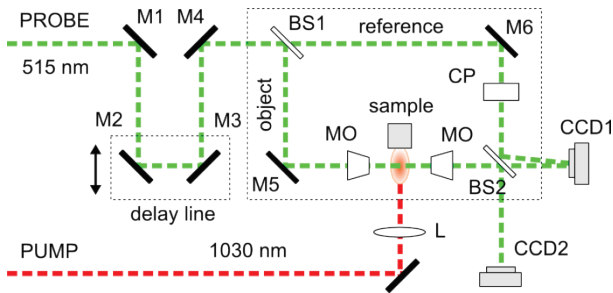 PROBE
M1
M4
BS1
reference
M6
515 nm
CP
object
sample
CCD1
M2
M3
MO
MO
M5
BS2
delay line
L
PUMP
1030 nm
CCD2